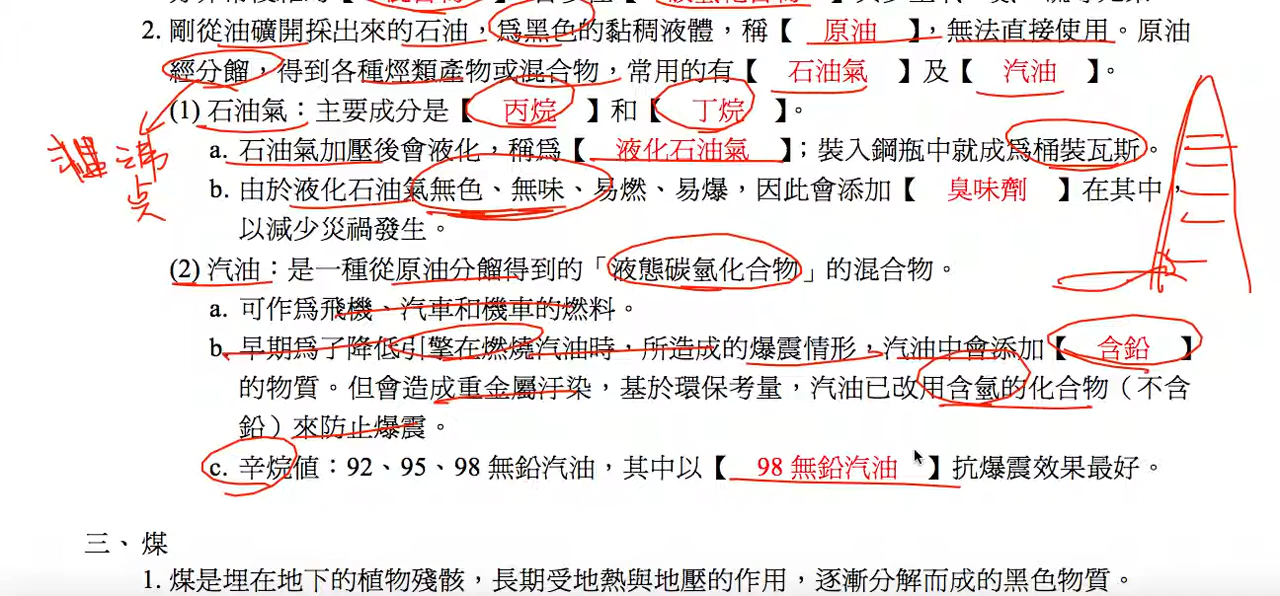 2. 剛從油礦開採出來的石油，為黑色的黏稠液體，稱【 原油 】，無法直接使用。原油
經分餾，得到各種烴類產物或混合物，常用的有【 石油氣 】及【 汽油 】。
(1) 石油氣：主要成分是【 丙烷 】和【 丁烷 】。
沸
点
a. 石油氣加壓後會液化，稱為【 液化石油氣 】；裝入鋼瓶中就成為桶裝瓦斯。
b. 由於液化石油氣無色、無味、易燃、易爆，因此會添加【 臭味劑 】在其中，
以減少災禍發生。
(2) 汽油：是一種從原油分餾得到的「液態碳氫化合物」的混合物。
a. 可作為飛機、汽車和機車的燃料。
b. 早期為了降低引擎在燃燒汽油時，所造成的爆震情形，汽油中會添加【 含鉛 】
的物質。但會造成重金屬汙染，基於環保考量，汽油已改用含氫的化合物（不含
鉛）來防止爆震。
c. 辛烷值：92、95、98 無鉛汽油，其中以【 98 無鉛汽油 】抗爆震效果最好。
三、煤
1. 煤是埋在地下的植物殘骸，長期受地熱與地壓的作用，逐漸分解而成的黑色物質。